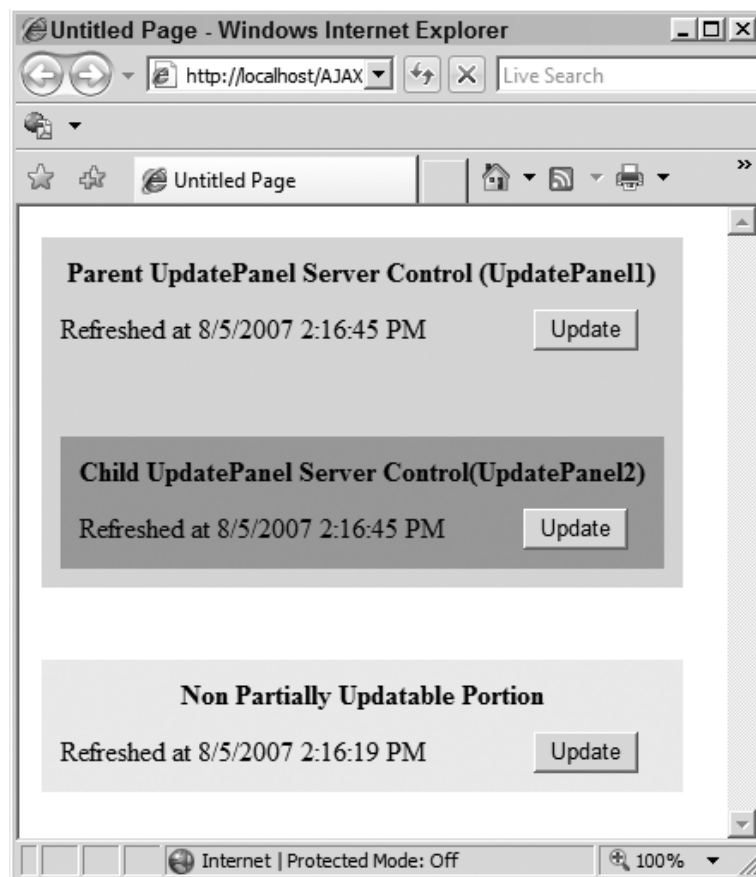 Untitled Page - Windows Internet Explorer
http://localhost/AJAX
Live Search
Untitled Page
»
Parent UpdatePanel Server Control (UpdatePanel1)
Refreshed at 8/5/2007 2:16:45 PM Update
Child UpdatePanel Server Control(UpdatePanel2)
Refreshed at 8/5/2007 2:16:45 PM Update
Non Partially Updatable Portion
Refreshed at 8/5/2007 2:16:19 PM Update
Internet | Protected Mode: Off 100%